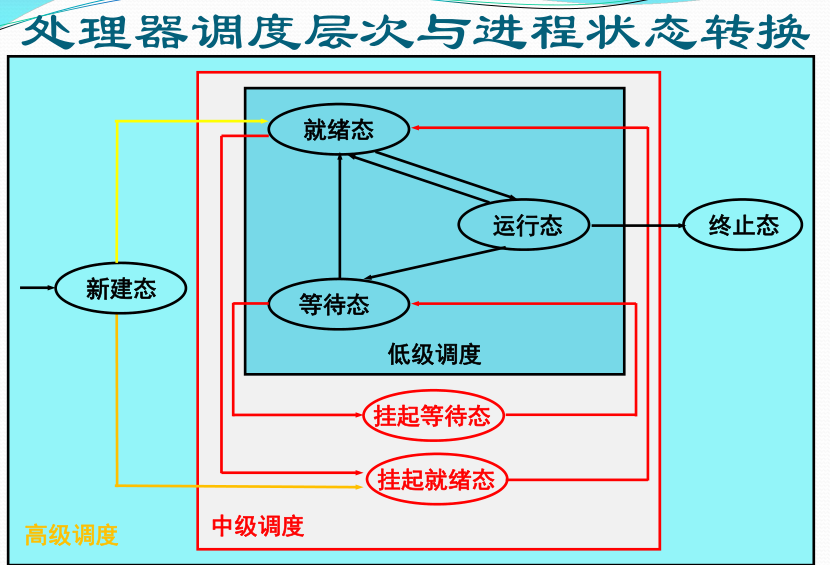 处理器调度层次与进程状态转换
就绪态
运行态
终止态
新建态
等待态
低级调度
挂起等待态
挂起就绪态
中级调度
高级调度